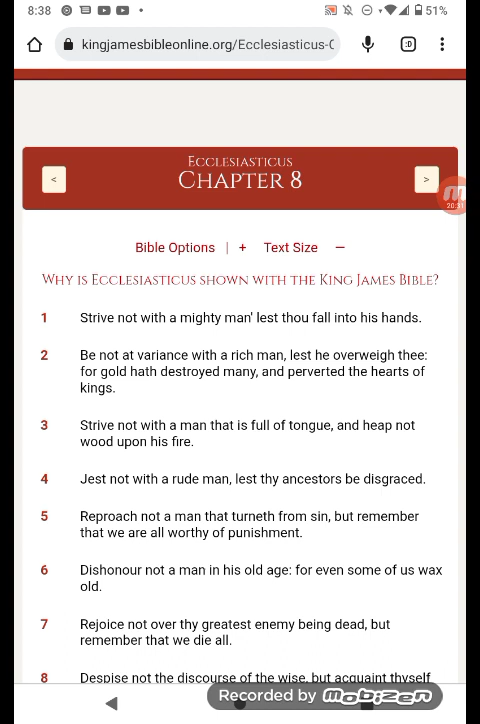 8:38
51%
kingjamesbibleonline.org/Ecclesiasticus-C
:D
Ecclesiasticus
Chapter 8
<
>
20:31
Bible Options | + Text Size −
Why is Ecclesiasticus shown with the King James Bible?
1 Strive not with a mighty man' lest thou fall into his hands.
2 Be not at variance with a rich man, lest he overweigh thee:
for gold hath destroyed many, and perverted the hearts of
kings.
3 Strive not with a man that is full of tongue, and heap not
wood upon his fire.
4 Jest not with a rude man, lest thy ancestors be disgraced.
5 Reproach not a man that turneth from sin, but remember
that we are all worthy of punishment.
6 Dishonour not a man in his old age: for even some of us wax
old.
7 Rejoice not over thy greatest enemy being dead, but
remember that we die all.
8 Despise not the discourse of the wise, but acquaint thyself
Recorded by mobizen